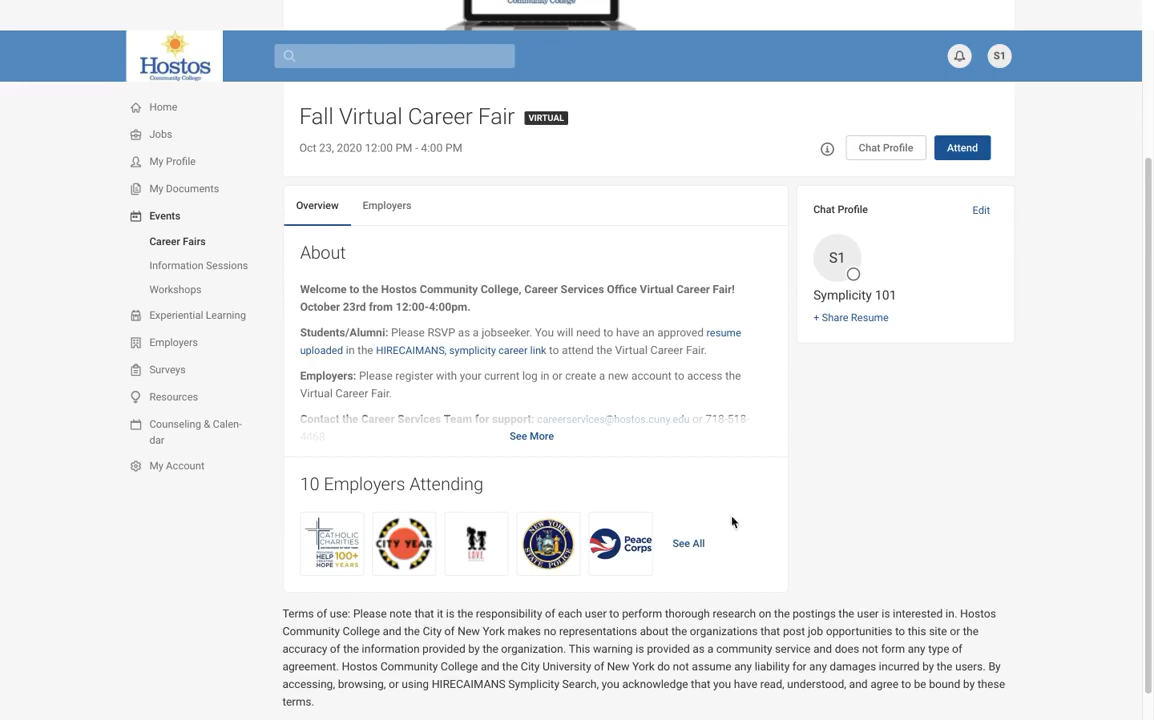 Community College
Hostos
Community College
S1
Home
Jobs
My Profile
My Documents
Events
Career Fairs
Information Sessions
Workshops
Experiential Learning
Employers
Surveys
Resources
Counseling & Calen-
dar
My Account
Fall Virtual Career Fair VIRTUAL
Oct 23, 2020 12:00 PM - 4:00 PM
Chat Profile
Attend
Overview
Employers
About
Welcome to the Hostos Community College, Career Services Office Virtual Career Fair!
October 23rd from 12:00-4:00pm.
Students/Alumni: Please RSVP as a jobseeker. You will need to have an approved resume
uploaded in the HIRECAIMANS, symplicity career link to attend the Virtual Career Fair.
Employers: Please register with your current log in or create a new account to access the
Virtual Career Fair.
Contact the Career Services Team for support: careerservices@hostos.cuny.edu or 718-518-
4468
See More
10 Employers Attending
CATHOLIC
CHARITIES
HELP 100+
HOPE YEARS
CITY YEAR
LOVE
NEW YORK
STATE POLICE
Peace
Corps
See All
Chat Profile
Edit
S1
Symplicity 101
+ Share Resume
Terms of use: Please note that it is the responsibility of each user to perform thorough research on the postings the user is interested in. Hostos
Community College and the City of New York makes no representations about the organizations that post job opportunities to this site or the
accuracy of the information provided by the organization. This warning is provided as a community service and does not form any type of
agreement. Hostos Community College and the City University of New York do not assume any liability for any damages incurred by the users. By
accessing, browsing, or using HIRECAIMANS Symplicity Search, you acknowledge that you have read, understood, and agree to be bound by these
terms.